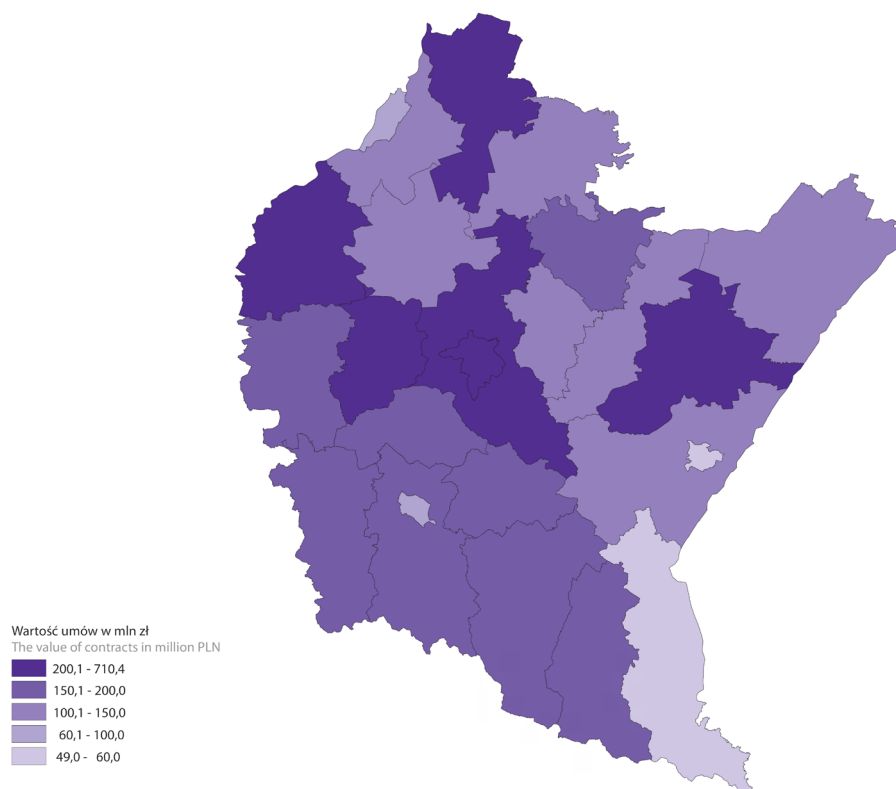 Wartość umów w mln zł
The value of contracts in million PLN
200,1 - 710,4
150,1 - 200,0
100,1 - 150,0
60,1 - 100,0
49,0 - 60,0